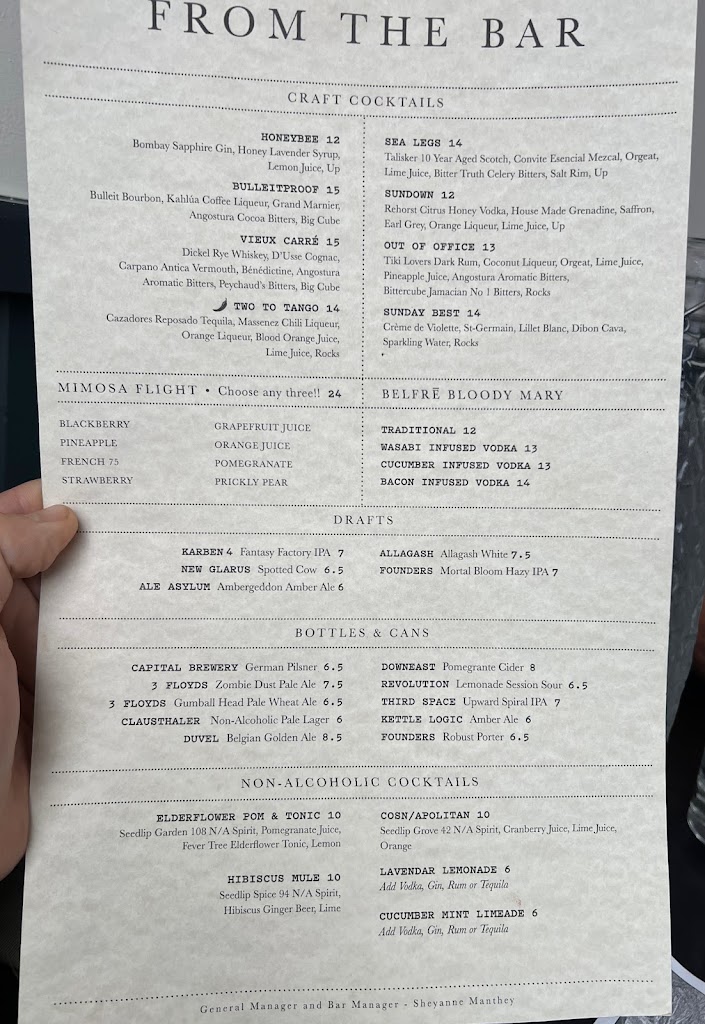 FROM THE BAR
CRAFT COCKTAILS
HONEYBEE 12
Bombay Sapphire Gin, Honey Lavender Syrup,
Lemon Juice, Up
BULLEITPROOF 15
Bulleit Bourbon, Kahlúa Coffee Liqueur, Grand Marnier,
Angostura Cocoa Bitters, Big Cube
VIEUX CARRÉ 15
Dickel Rye Whiskey, D'Usse Cognac,
Carpano Antica Vermouth, Bénédictine, Angostura
Aromatic Bitters, Peychaud's Bitters, Big Cube
TWO TO TANGO 14
Cazadores Reposado Tequila, Massenez Chili Liqueur,
Orange Liqueur, Blood Orange Juice,
Lime Juice, Rocks
SEA LEGS 14
Talisker 10 Year Aged Scotch, Convite Esencial Mezcal, Orgeat,
Lime Juice, Bitter Truth Celery Bitters, Salt Rim, Up
SUNDOWN 12
Rehorst Citrus Honey Vodka, House Made Grenadine, Saffron,
Earl Grey, Orange Liqueur, Lime Juice, Up
OUT OF OFFICE 13
Tiki Lovers Dark Rum, Coconut Liqueur, Orgeat, Lime Juice,
Pineapple Juice, Angostura Aromatic Bitters,
Bittercube Jamacian No 1 Bitters, Rocks
SUNDAY BEST 14
Crème de Violette, St-Germain, Lillet Blanc, Dibon Cava,
Sparkling Water, Rocks
MIMOSA FLIGHT • Choose any three!! 24
BLACKBERRY
PINEAPPLE
FRENCH 75
STRAWBERRY
GRAPEFRUIT JUICE
ORANGE JUICE
POMEGRANATE
PRICKLY PEAR
BELFRĒ BLOODY MARY
TRADITIONAL 12
WASABI INFUSED VODKA 13
CUCUMBER INFUSED VODKA 13
BACON INFUSED VODKA 14
DRAFTS
KARBEN4 Fantasy Factory IPA 7
NEW GLARUS Spotted Cow 6.5
ALE ASYLUM Ambergeddon Amber Ale 6
ALLAGASH Allagash White 7.5
FOUNDERS Mortal Bloom Hazy IPA 7
BOTTLES & CANS
CAPITAL BREWERY German Pilsner 6.5
3 FLOYDS Zombie Dust Pale Ale 7.5
3 FLOYDS Gumball Head Pale Wheat Ale 6.5
CLAUSTHALER Non-Alcoholic Pale Lager 6
DUVEL Belgian Golden Ale 8.5
DOWNEAST Pomegrante Cider 8
REVOLUTION Lemonade Session Sour 6.5
THIRD SPACE Upward Spiral IPA 7
KETTLE LOGIC Amber Ale 6
FOUNDERS Robust Porter 6.5
NON-ALCOHOLIC COCKTAILS
ELDERFLOWER POM & TONIC 10
Seedlip Garden 108 N/A Spirit, Pomegranate Juice,
Fever Tree Elderflower Tonic, Lemon
HIBISCUS MULE 10
Seedlip Spice 94 N/A Spirit,
Hibiscus Ginger Beer, Lime
COSN/APOLITAN 10
Seedlip Grove 42 N/A Spirit, Cranberry Juice, Lime Juice,
Orange
LAVENDAR LEMONADE 6
Add Vodka, Gin, Rum or Tequila
CUCUMBER MINT LIMEADE 6
Add Vodka, Gin, Rum or Tequila
General Manager and Bar Manager - Sheyanne Manthey